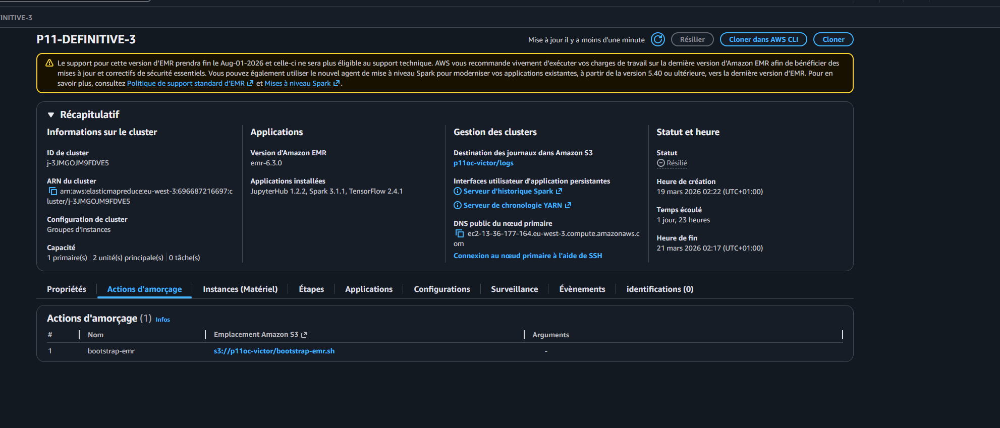 INITIVE-3
P11-DEFINITIVE-3
Mise à jour il y a moins d'une minute
Résilier
Cloner dans AWS CLI
Cloner
Le support pour cette version d'EMR prendra fin le Aug-01-2026 et celle-ci ne sera plus éligible au support technique. AWS vous recommande vivement d'exécuter vos charges de travail sur la dernière version d'Amazon EMR afin de bénéficier des
mises à jour et correctifs de sécurité essentiels. Vous pouvez également utiliser le nouvel agent de mise à niveau Spark pour moderniser vos applications existantes, à partir de la version 5.40 ou ultérieure, vers la dernière version d'EMR. Pour en
savoir plus, consultez Politique de support standard d'EMR et Mises à niveau Spark.
Récapitulatif
Informations sur le cluster
ID de cluster
j-3JMGOJM9FDVE5
ARN du cluster
arn:aws:elasticmapreduce:eu-west-3:696687216697:c
luster/j-3JMGOJM9FDVE5
Configuration de cluster
Groupes d'instances
Capacité
1 primaire(s) 2 unité(s) principale(s) 0 tâche(s)
Applications
Version d'Amazon EMR
emr-6.3.0
Applications installées
JupyterHub 1.2.2, Spark 3.1.1, TensorFlow 2.4.1
Gestion des clusters
Destination des journaux dans Amazon S3
p11oc-victor/logs
Interfaces utilisateur d'application persistantes
Serveur d'historique Spark
Serveur de chronologie YARN
DNS public du nœud primaire
ec2-13-36-177-164.eu-west-3.compute.amazonaws.c
om
Connexion au nœud primaire à l'aide de SSH
Statut et heure
Statut
Résilié
Heure de création
19 mars 2026 02:22 (UTC+01:00)
Temps écoulé
1 jour, 23 heures
Heure de fin
21 mars 2026 02:17 (UTC+01:00)
Propriétés
Actions d'amorçage
Instances (Matériel)
Étapes
Applications
Configurations
Surveillance
Évènements
identifications (0)
Actions d'amorçage (1) Infos
# Nom Emplacement Amazon S3 Arguments
1 bootstrap-emr s3://p11oc-victor/bootstrap-emr.sh -